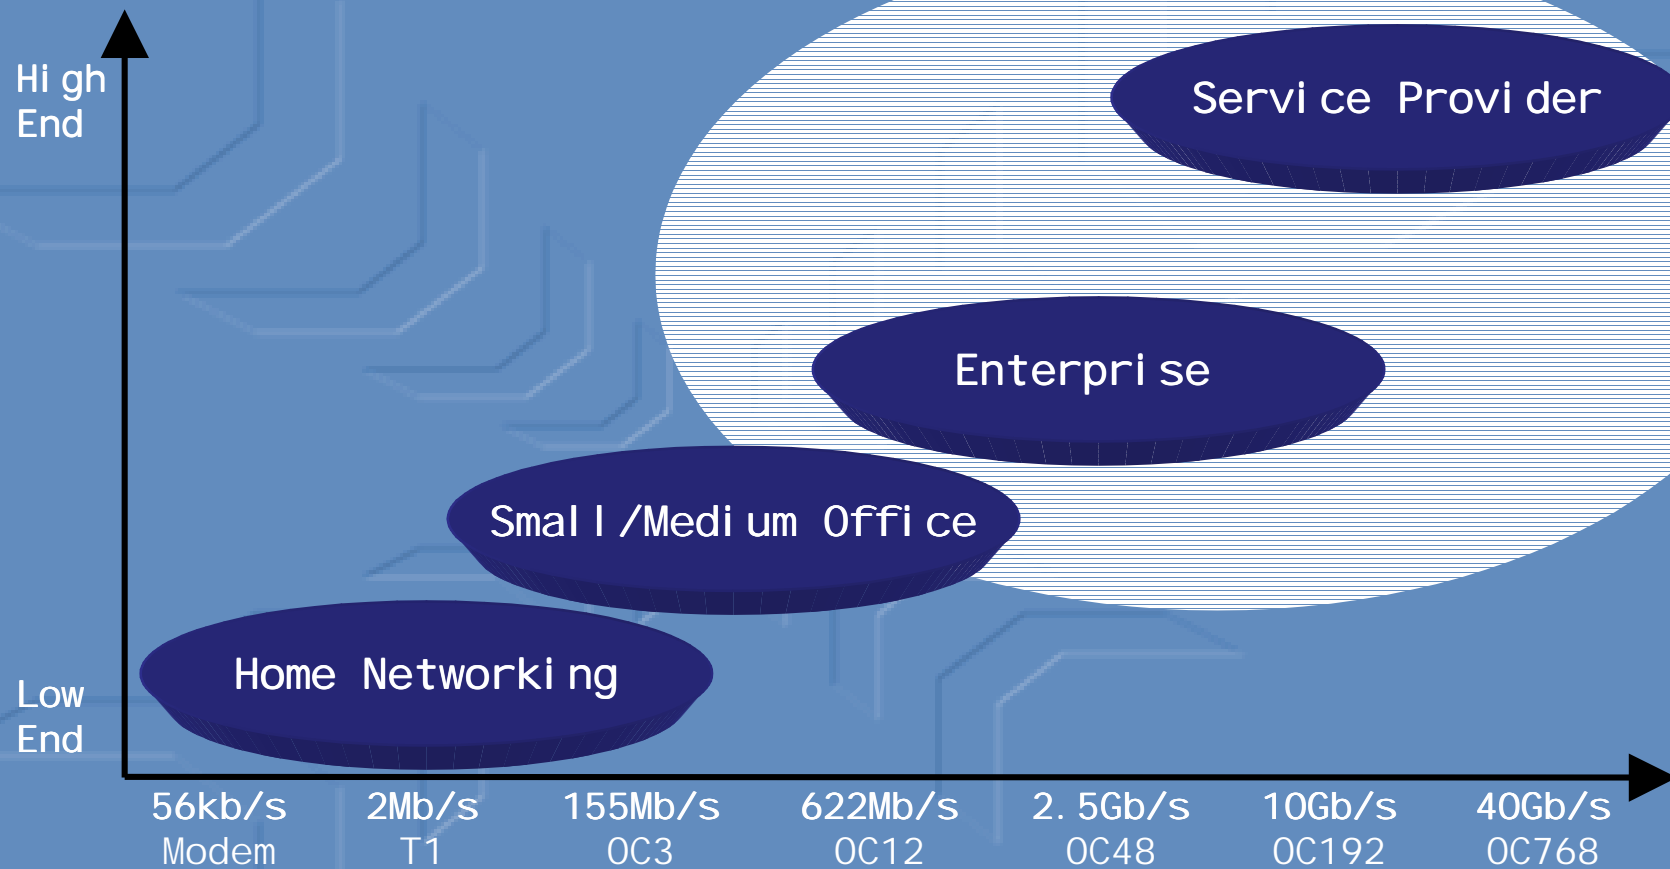 High
End
Service Provider
Enterprise
Small/Medium Office
Home Networking
Low
End
56kb/s 2Mb/s 155Mb/s 622Mb/s 2.5Gb/s 10Gb/s 40Gb/s
Modem T1 OC3 OC12 OC48 OC192 OC768